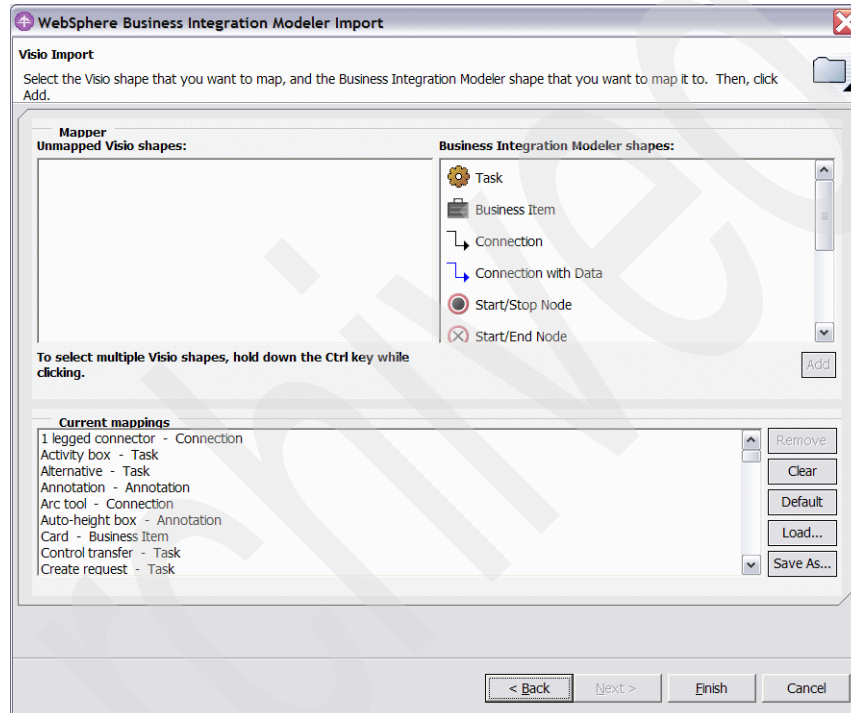 WebSphere Business Integration Modeler Import
Visio Import
Select the Visio shape that you want to map, and the Business Integration Modeler shape that you want to map it to. Then, click
Add.
Mapper
Unmapped Visio shapes:
Business Integration Modeler shapes:
Task
Business Item
Connection
Connection with Data
Start/Stop Node
Start/End Node
To select multiple Visio shapes, hold down the Ctrl key while
clicking.
Add
Current mappings
1 legged connector - Connection
Activity box - Task
Alternative - Task
Annotation - Annotation
Arc tool - Connection
Auto-height box - Annotation
Card - Business Item
Control transfer - Task
Create request - Task
Remove
Clear
Default
Load...
Save As...
< Back
Next >
Finish
Cancel